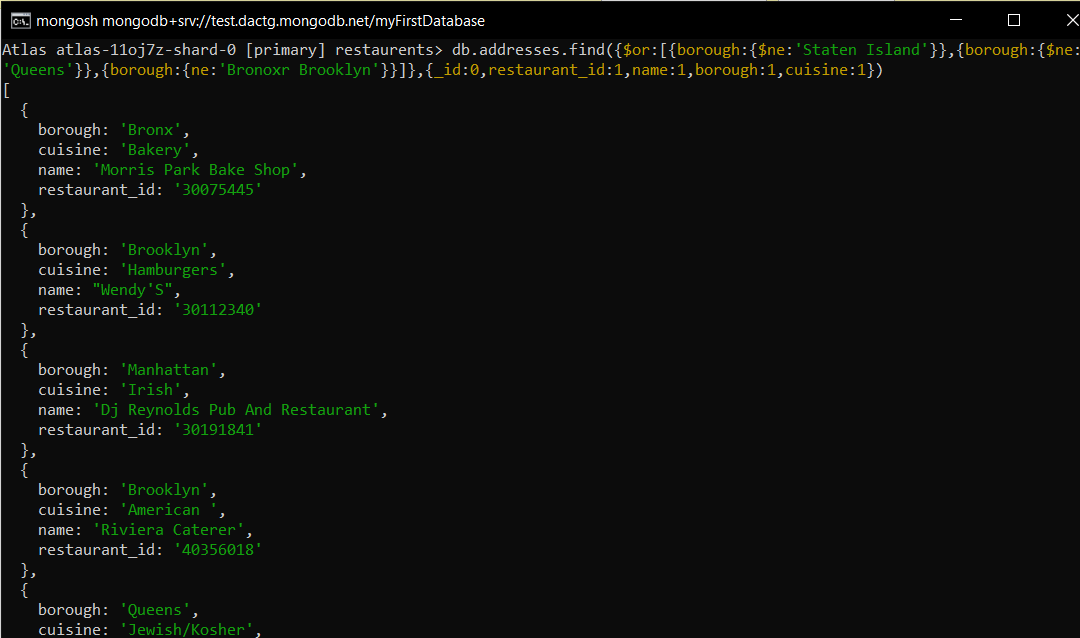 mongosh mongodb+srv://test.dactg.mongodb.net/myFirstDatabase
Atlas atlas-11oj7z-shard-0 [primary] restaurents> db.addresses.find({$or:[{borough:{$ne:'Staten Island'}},{borough:{$ne:
'Queens'}},{borough:{ne:'Bronoxr Brooklyn'}}]},{_id:0,restaurant_id:1,name:1,borough:1,cuisine:1})
[
{
borough: 'Bronx',
cuisine: 'Bakery',
name: 'Morris Park Bake Shop',
restaurant_id: '30075445'
},
{
borough: 'Brooklyn',
cuisine: 'Hamburgers',
name: "Wendy'S",
restaurant_id: '30112340'
},
{
borough: 'Manhattan',
cuisine: 'Irish',
name: 'Dj Reynolds Pub And Restaurant',
restaurant_id: '30191841'
},
{
borough: 'Brooklyn',
cuisine: 'American ',
name: 'Riviera Caterer',
restaurant_id: '40356018'
},
{
borough: 'Queens',
cuisine: 'Jewish/Kosher',